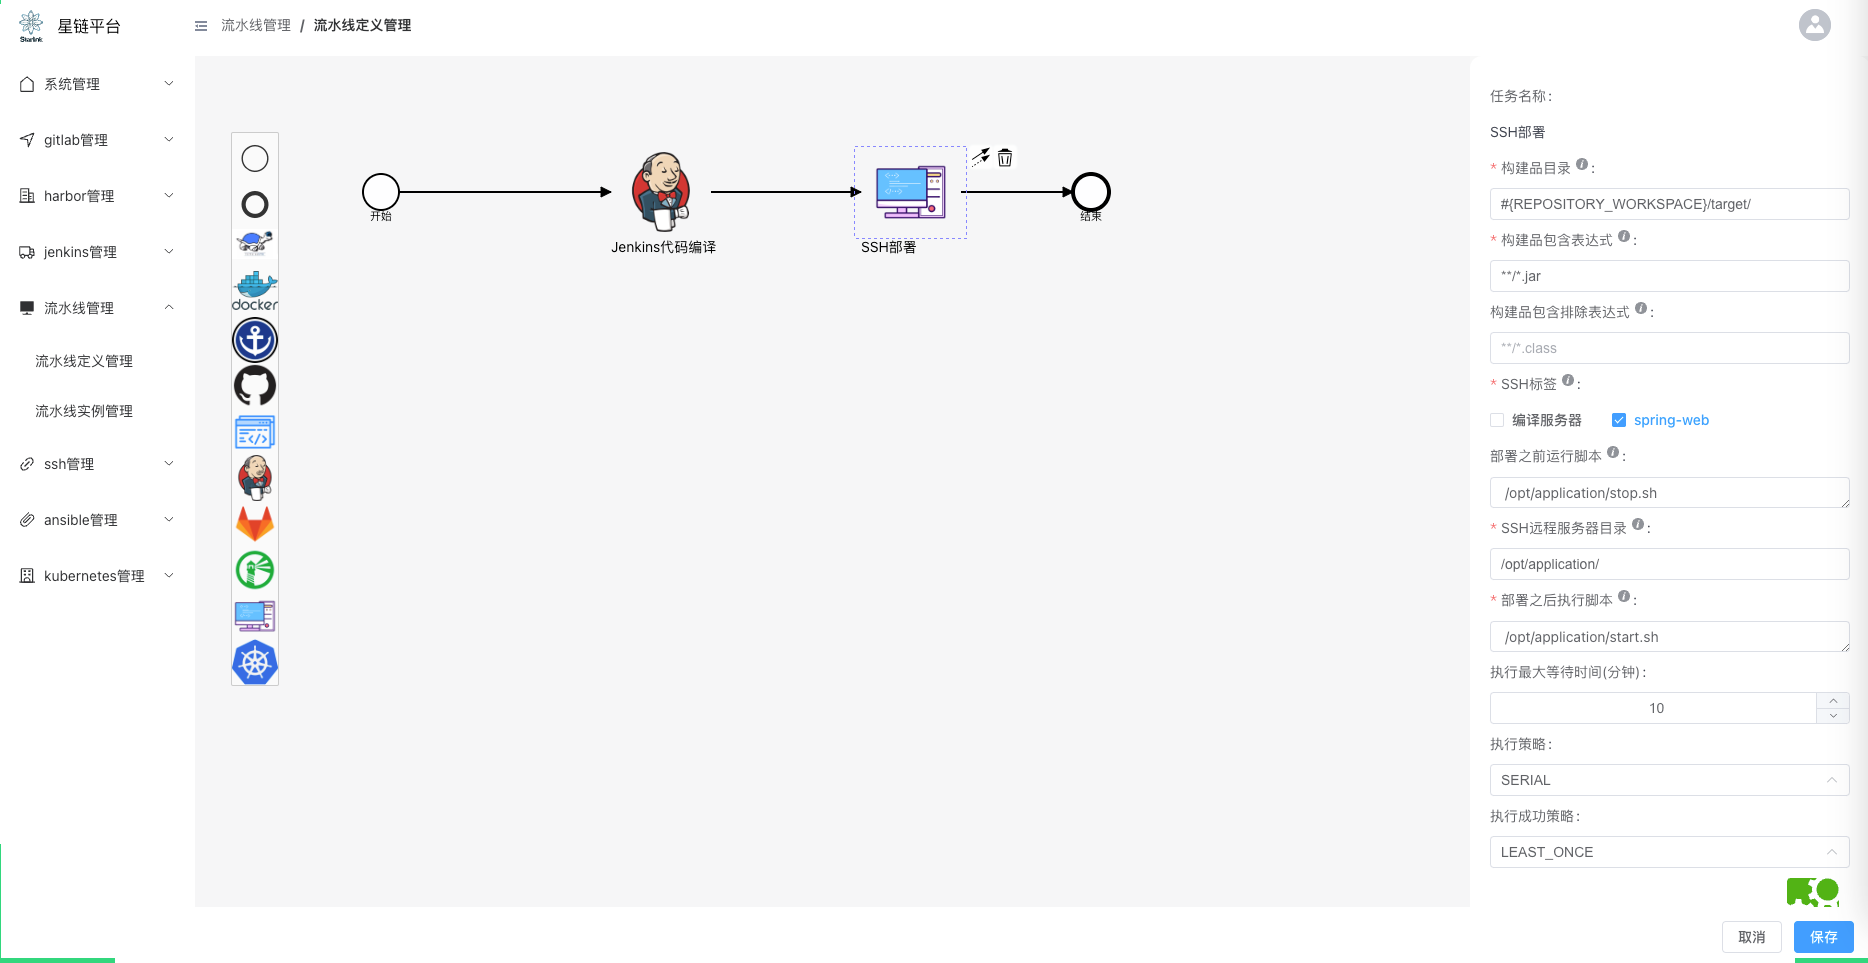 Starlink
星链平台
流水线管理 / 流水线定义管理
系统管理
gitlab管理
harbor管理
jenkins管理
流水线管理
流水线定义管理
流水线实例管理
ssh管理
ansible管理
kubernetes管理
docker
开始
Jenkins代码编译
SSH部署
结束
任务名称:
SSH部署
* 构建品目录 :
#{REPOSITORY_WORKSPACE}/target/
* 构建品包含表达式 :
**/*.jar
构建品包含排除表达式 :
**/*.class
* SSH标签 :
编译服务器 spring-web
部署之前运行脚本 :
/opt/application/stop.sh
* SSH远程服务器目录 :
/opt/application/
* 部署之后执行脚本 :
/opt/application/start.sh
执行最大等待时间(分钟):
10
执行策略:
SERIAL
执行成功策略:
LEAST_ONCE
取消 保存